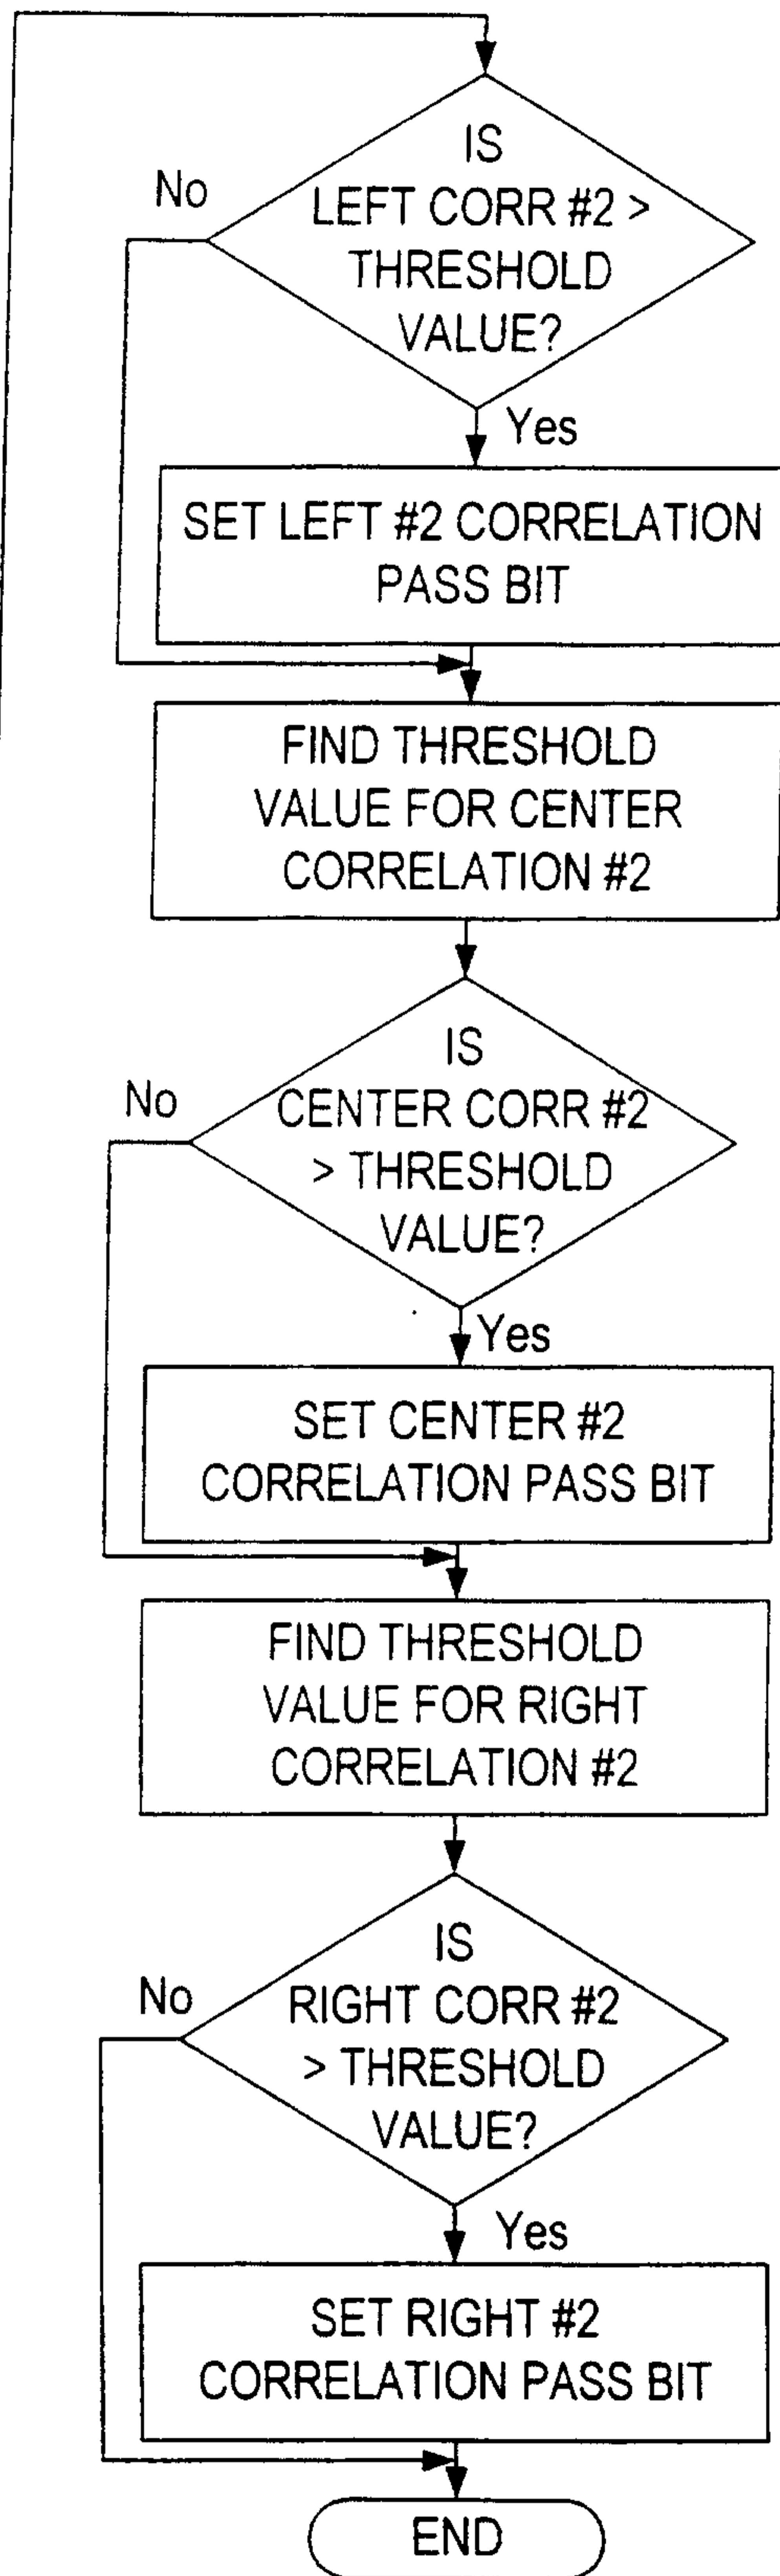 IS
No
LEFT CORR #2 >
THRESHOLD
VALUE?
Yes
SET LEFT #2 CORRELATION
PASS BIT
FIND THRESHOLD
VALUE FOR CENTER
CORRELATION #2
IS
No
CENTER CORR #2
> THRESHOLD
VALUE?
Yes
SET CENTER #2
CORRELATION PASS BIT
FIND THRESHOLD
VALUE FOR RIGHT
CORRELATION #2
IS
No
RIGHT CORR #2
> THRESHOLD
VALUE?
Yes
SET RIGHT #2
CORRELATION PASS BIT
END